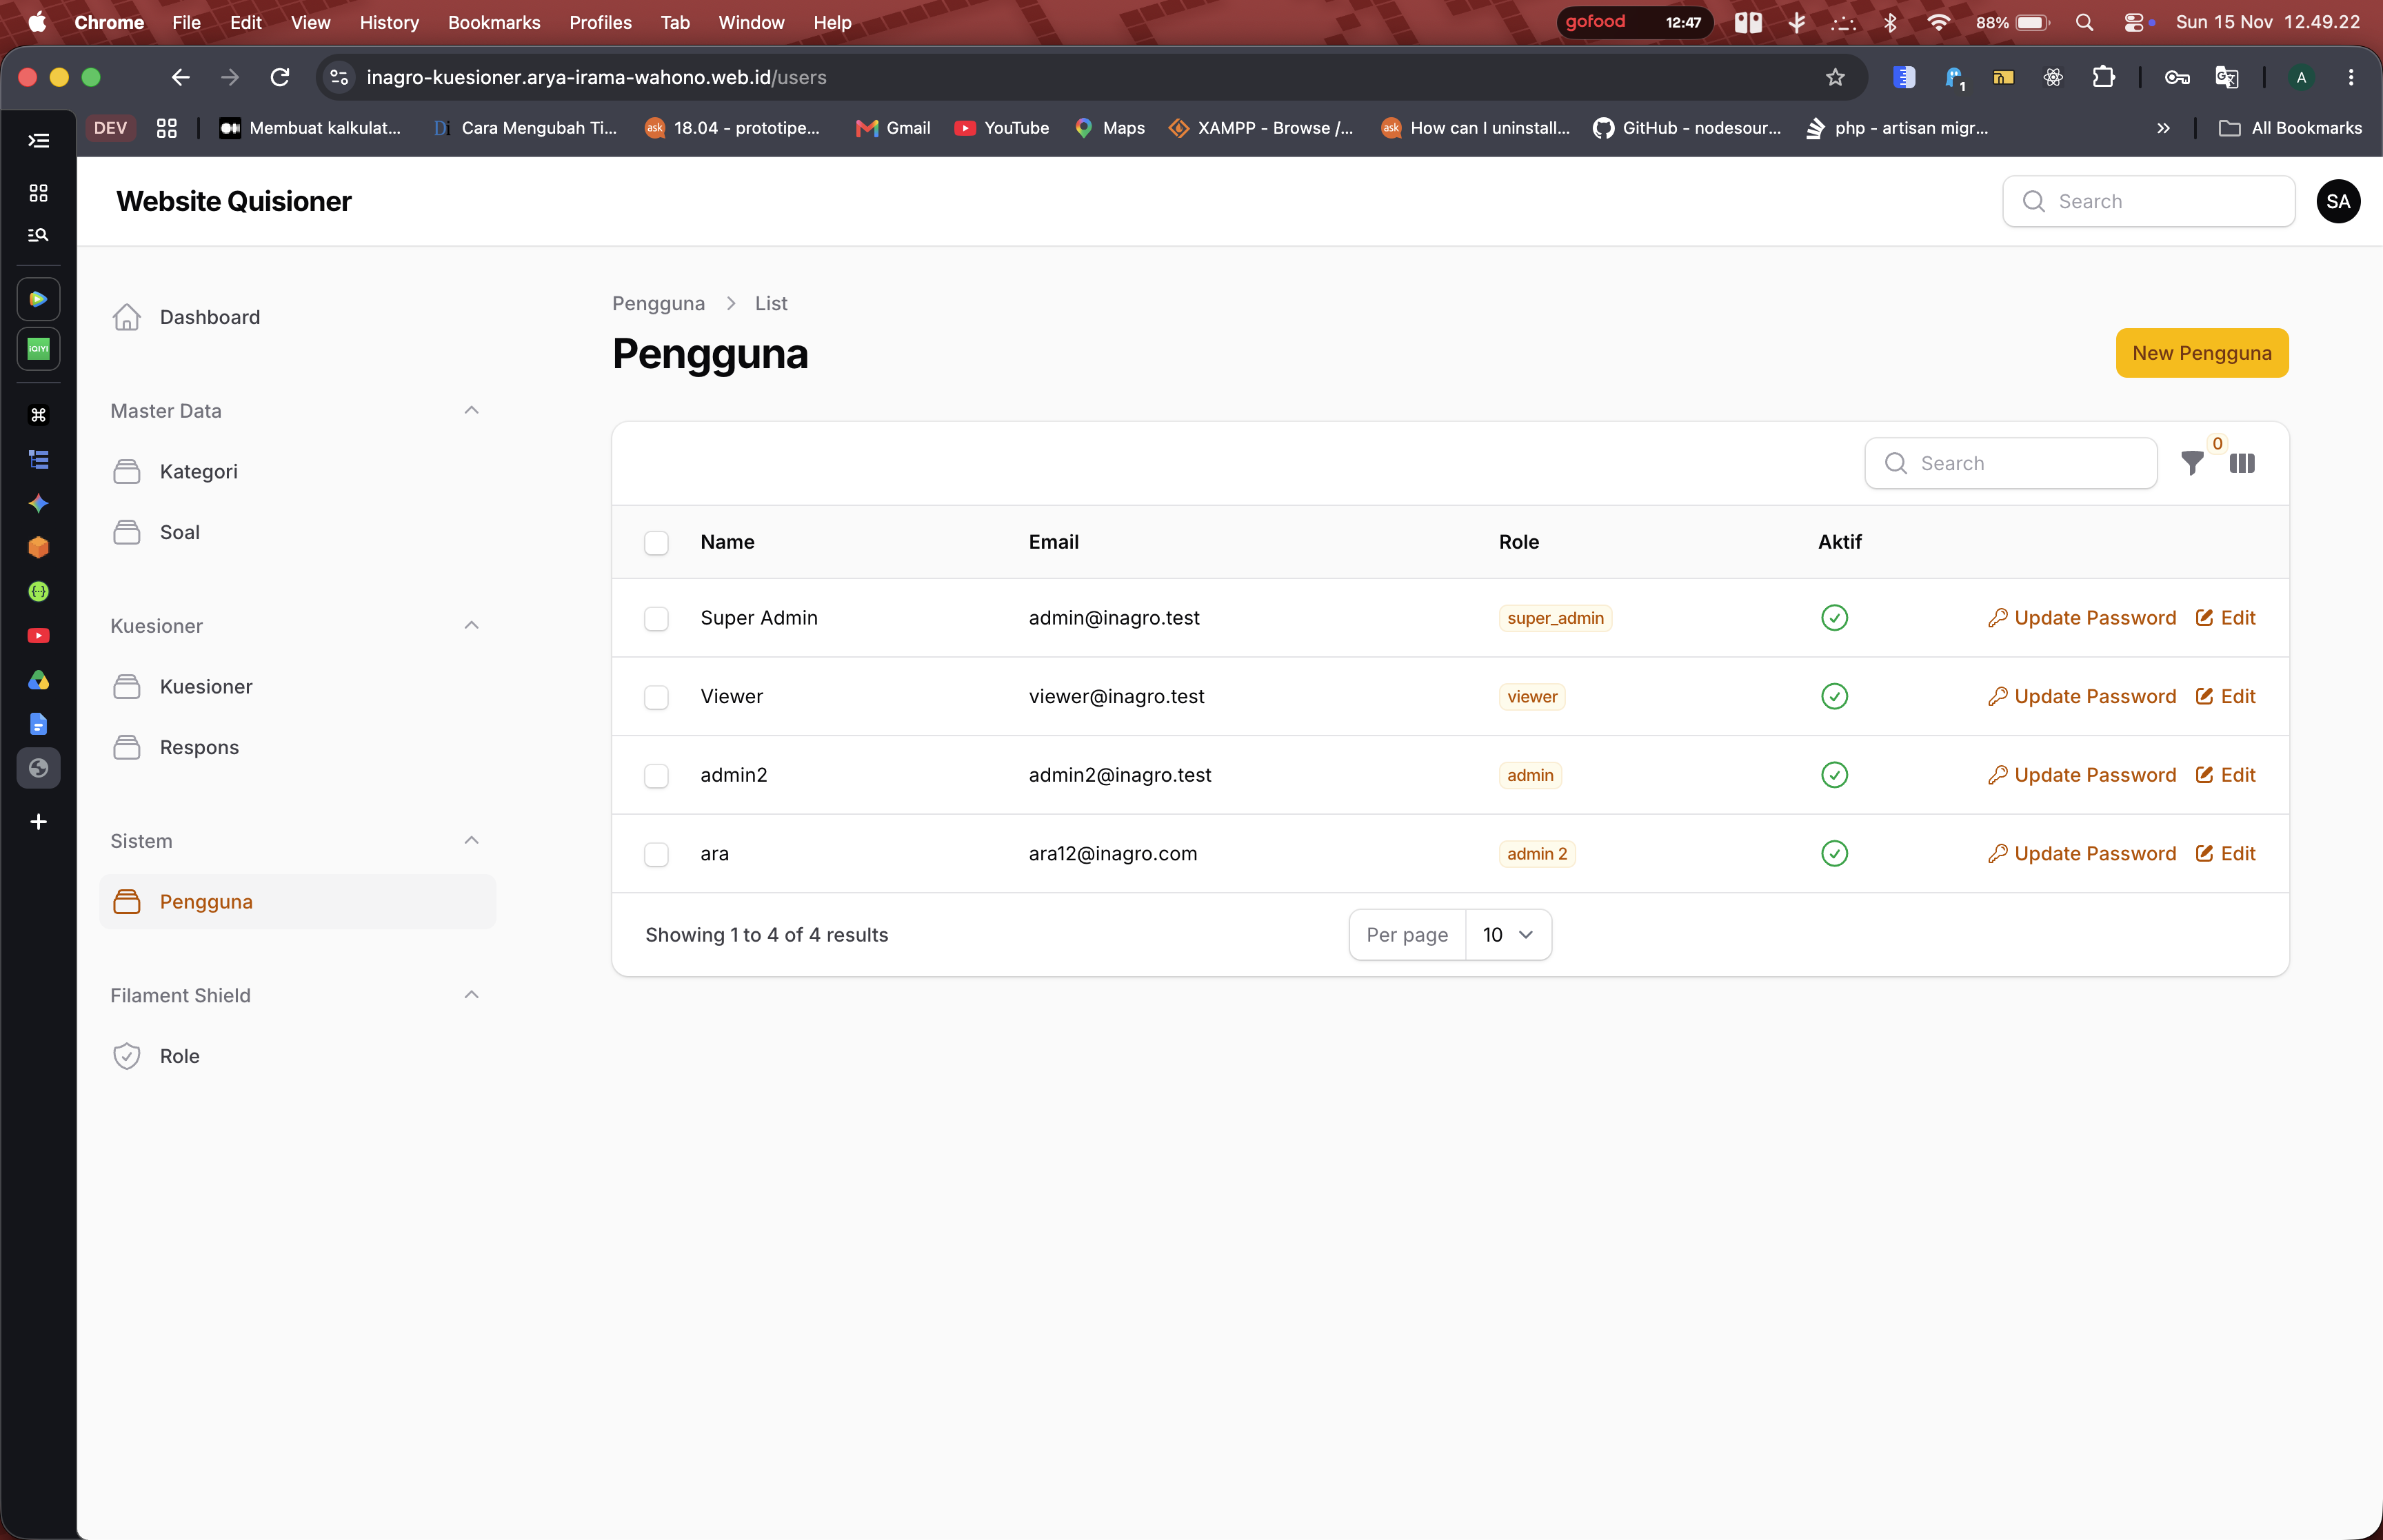 Chrome File Edit View History Bookmarks Profiles Tab Window Help gofood 12:47 88% Sun 15 Nov 12.49.22
inagro-kuesioner.arya-irama-wahono.web.id/users 1 A
DEV Membuat kalkulat... Di Cara Mengubah Ti... ask 18.04 - prototipe... Gmail YouTube Maps XAMPP - Browse /... ask How can I uninstall... GitHub - nodesour... php - artisan migr... » All Bookmarks
Website Quisioner Search SA
Dashboard
Master Data
Kategori
Soal
Kuesioner
Kuesioner
Respons
Sistem
Pengguna
Filament Shield
Role
iQIYI
Pengguna > List
Pengguna New Pengguna
Search 0
Name Email Role Aktif
Super Admin admin@inagro.test super_admin Update Password Edit
Viewer viewer@inagro.test viewer Update Password Edit
admin2 admin2@inagro.test admin Update Password Edit
ara ara12@inagro.com admin 2 Update Password Edit
Showing 1 to 4 of 4 results Per page 10